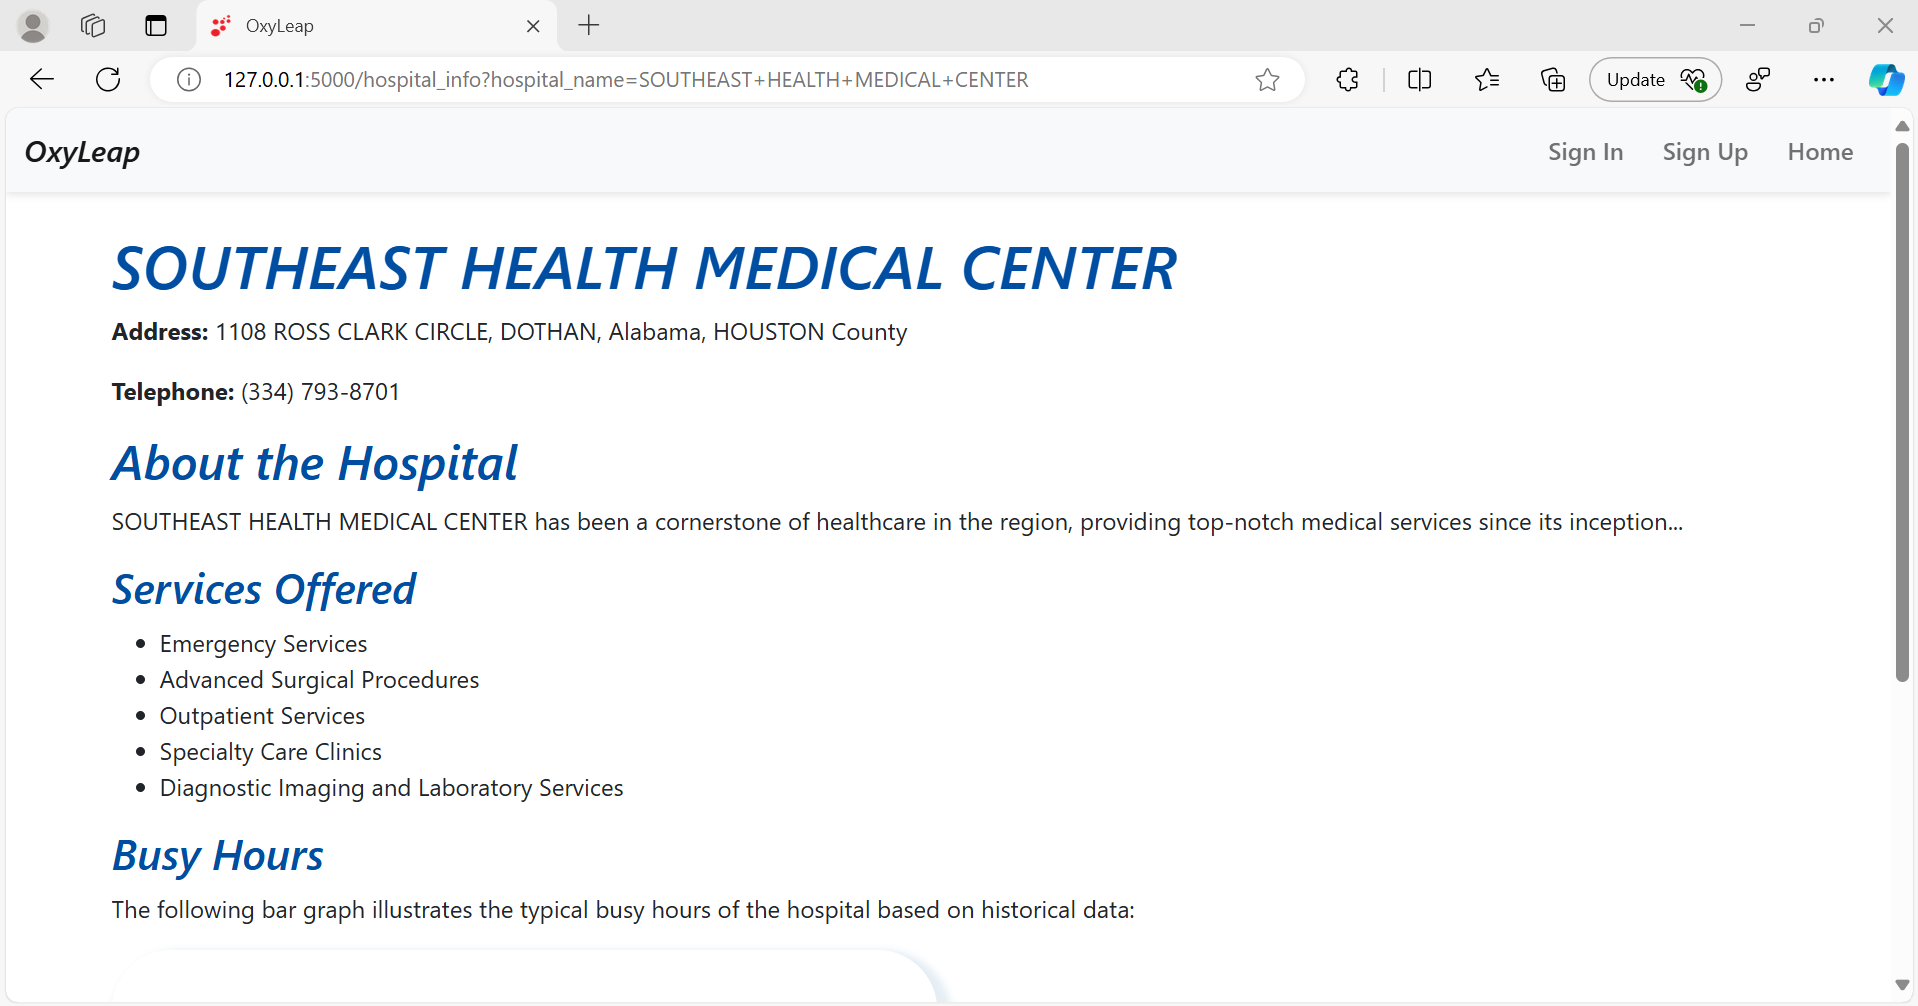 OxyLeap
127.0.0.1:5000/hospital_info?hospital_name=SOUTHEAST+HEALTH+MEDICAL+CENTER
Update
OxyLeap
Sign In
Sign Up
Home
SOUTHEAST HEALTH MEDICAL CENTER
Address: 1108 ROSS CLARK CIRCLE, DOTHAN, Alabama, HOUSTON County
Telephone: (334) 793-8701
About the Hospital
SOUTHEAST HEALTH MEDICAL CENTER has been a cornerstone of healthcare in the region, providing top-notch medical services since its inception...
Services Offered
• Emergency Services
• Advanced Surgical Procedures
• Outpatient Services
• Specialty Care Clinics
• Diagnostic Imaging and Laboratory Services
Busy Hours
The following bar graph illustrates the typical busy hours of the hospital based on historical data: